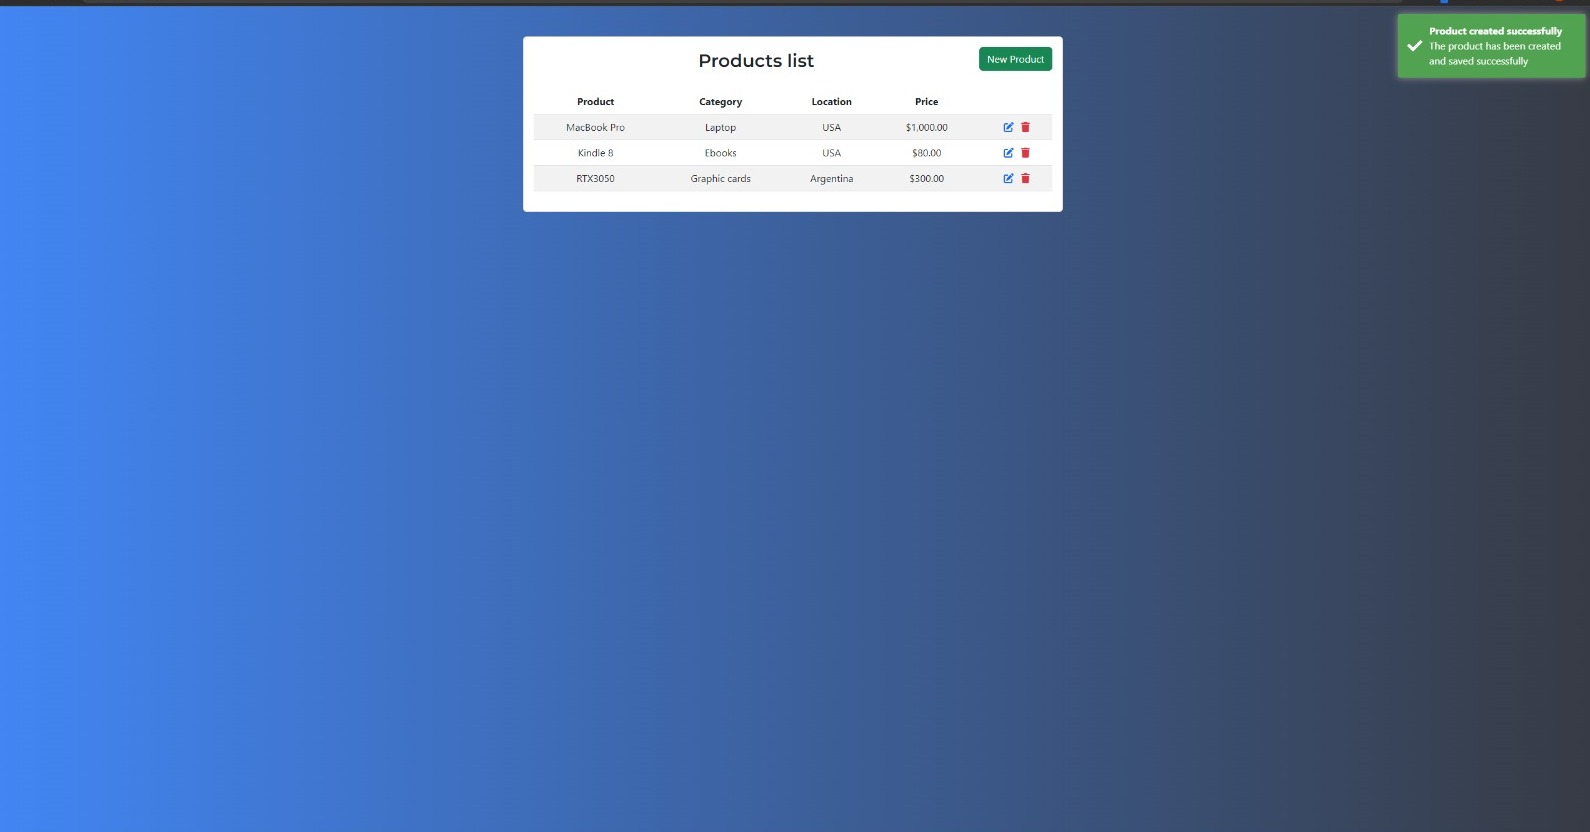 Product created successfully
The product has been created
and saved successfully
Products list
New Product
Product Category Location Price
MacBook Pro Laptop USA $1,000.00
Kindle 8 Ebooks USA $80.00
RTX3050 Graphic cards Argentina $300.00